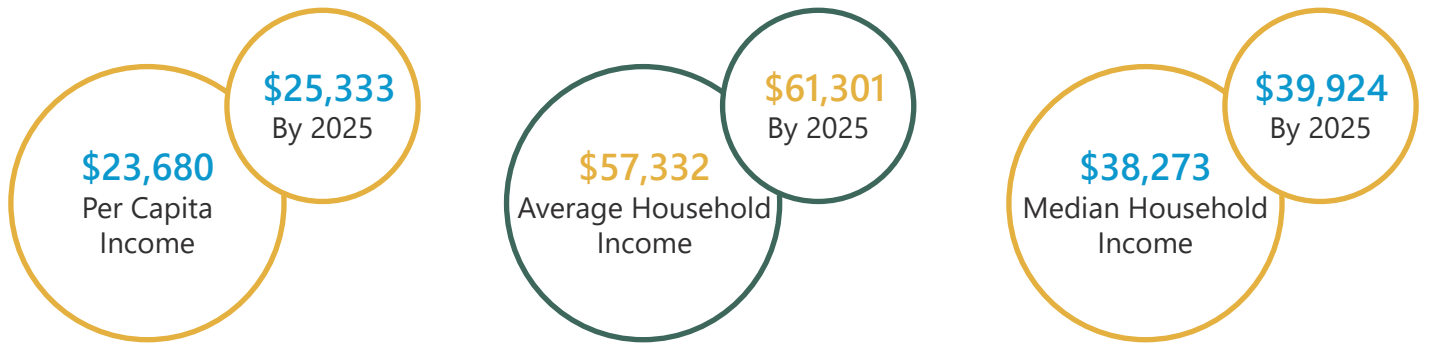 $25,333
By 2025
$23,680
Per Capita
Income
$61,301
By 2025
$57,332
Average Household
Income
$39,924
By 2025
$38,273
Median Household
Income